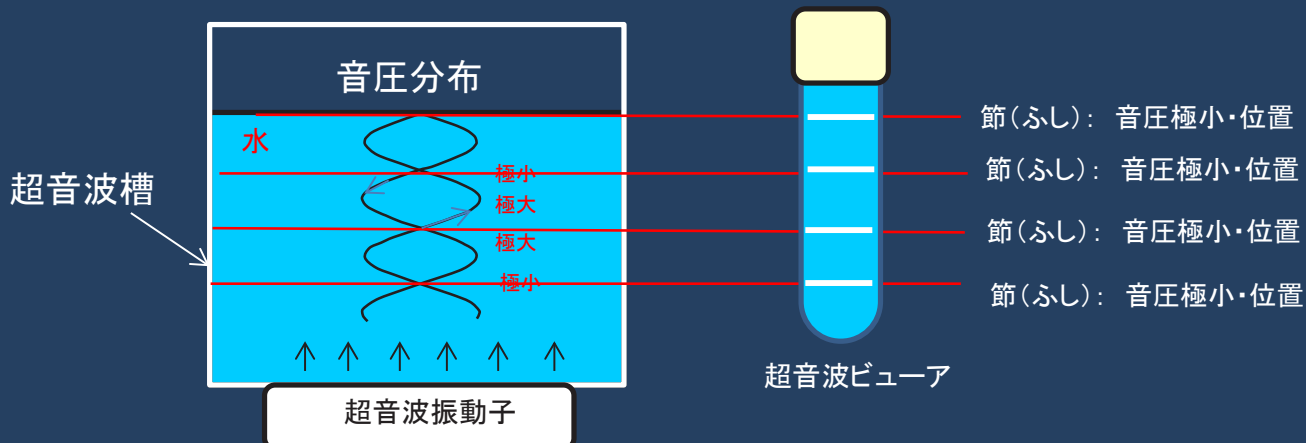 音圧分布
水
超音波槽
極小
極大
極大
極小
超音波振動子
超音波ビューア
節(ふし): 音圧極小・位置
節(ふし): 音圧極小・位置
節(ふし): 音圧極小・位置
節(ふし): 音圧極小・位置